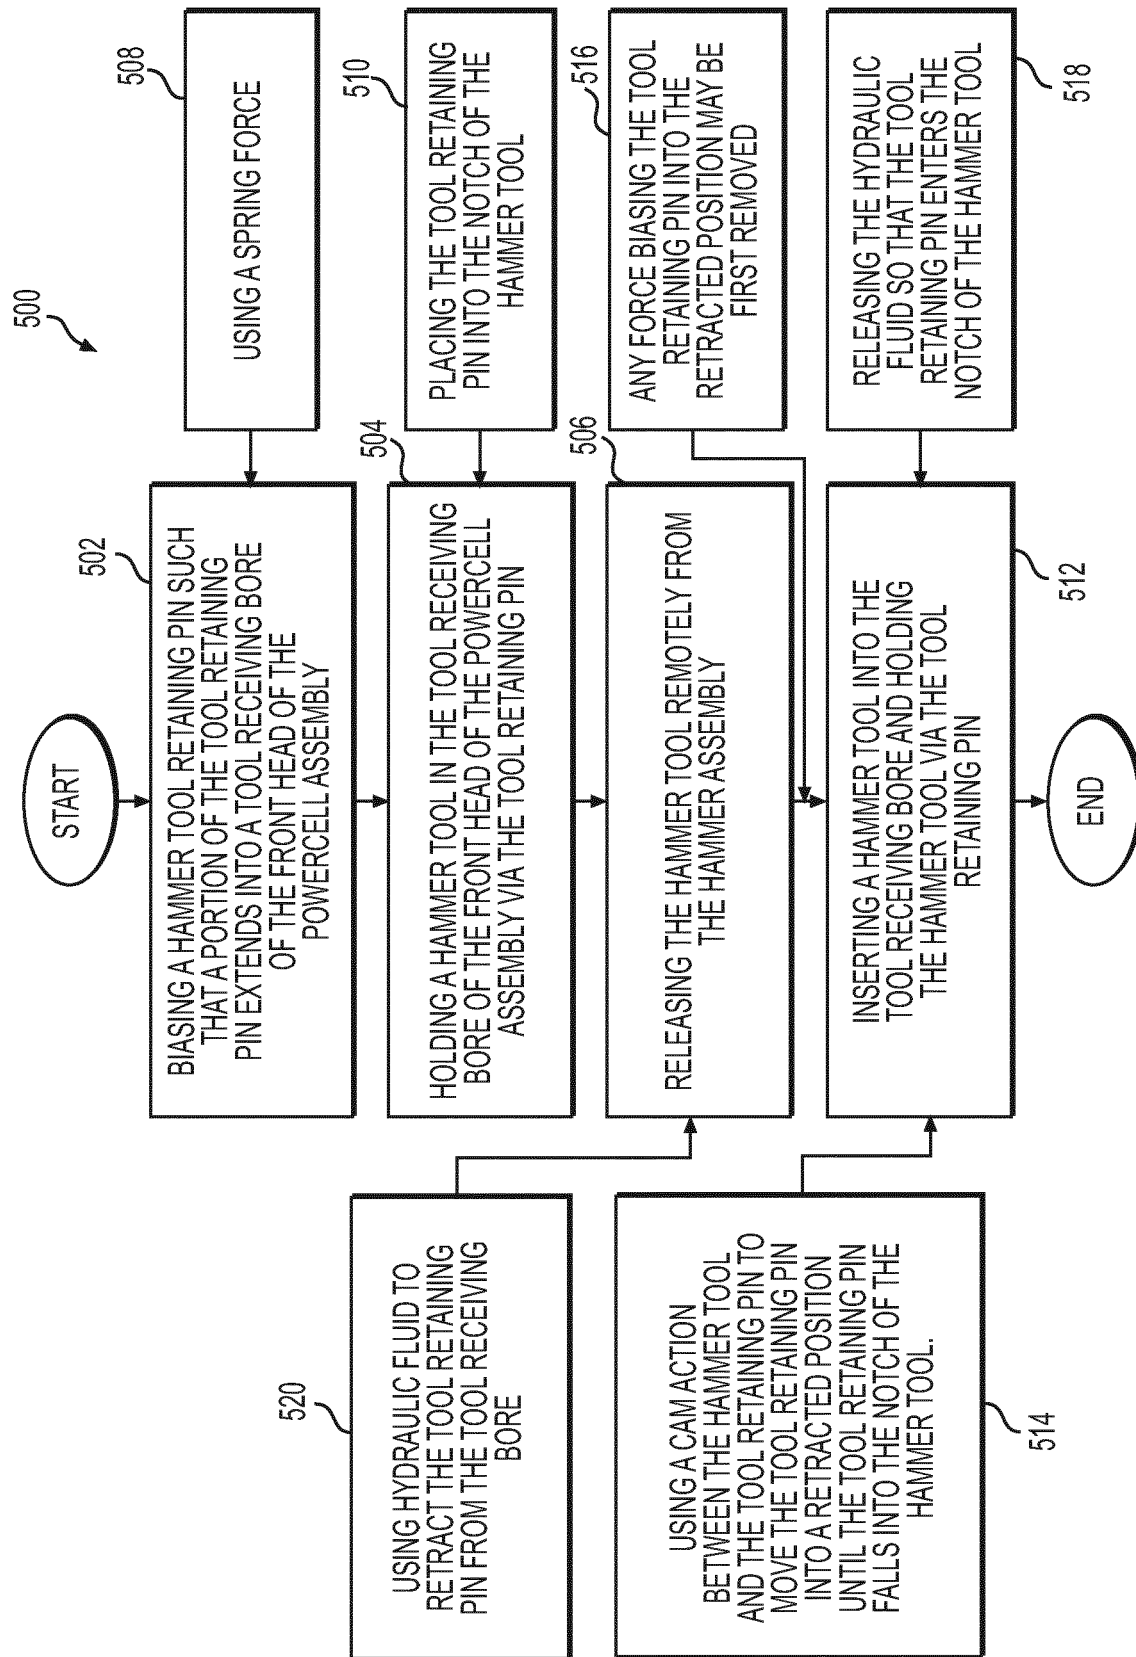 500
START
502
BIASING A HAMMER TOOL RETAINING PIN SUCH
THAT A PORTION OF THE TOOL RETAINING
PIN EXTENDS INTO A TOOL RECEIVING BORE
OF THE FRONT HEAD OF THE
POWERCELL ASSEMBLY
508
USING A SPRING FORCE
504
HOLDING A HAMMER TOOL IN THE TOOL RECEIVING
BORE OF THE FRONT HEAD OF THE POWERCELL
ASSEMBLY VIA THE TOOL RETAINING PIN
510
PLACING THE TOOL RETAINING
PIN INTO THE NOTCH OF THE
HAMMER TOOL
520
USING HYDRAULIC FLUID TO
RETRACT THE TOOL RETAINING
PIN FROM THE TOOL RECEIVING
BORE
506
RELEASING THE HAMMER TOOL REMOTELY FROM
THE HAMMER ASSEMBLY
516
ANY FORCE BIASING THE TOOL
RETAINING PIN INTO THE
RETRACTED POSITION MAY BE
FIRST REMOVED
USING A CAM ACTION
BETWEEN THE HAMMER TOOL
AND THE TOOL RETAINING PIN TO
MOVE THE TOOL RETAINING PIN
INTO A RETRACTED POSITION
UNTIL THE TOOL RETAINING PIN
FALLS INTO THE NOTCH OF THE
HAMMER TOOL.
514
INSERTING A HAMMER TOOL INTO THE
TOOL RECEIVING BORE AND HOLDING
THE HAMMER TOOL VIA THE TOOL
RETAINING PIN
512
RELEASING THE HYDRAULIC
FLUID SO THAT THE TOOL
RETAINING PIN ENTERS THE
NOTCH OF THE HAMMER TOOL
518
END